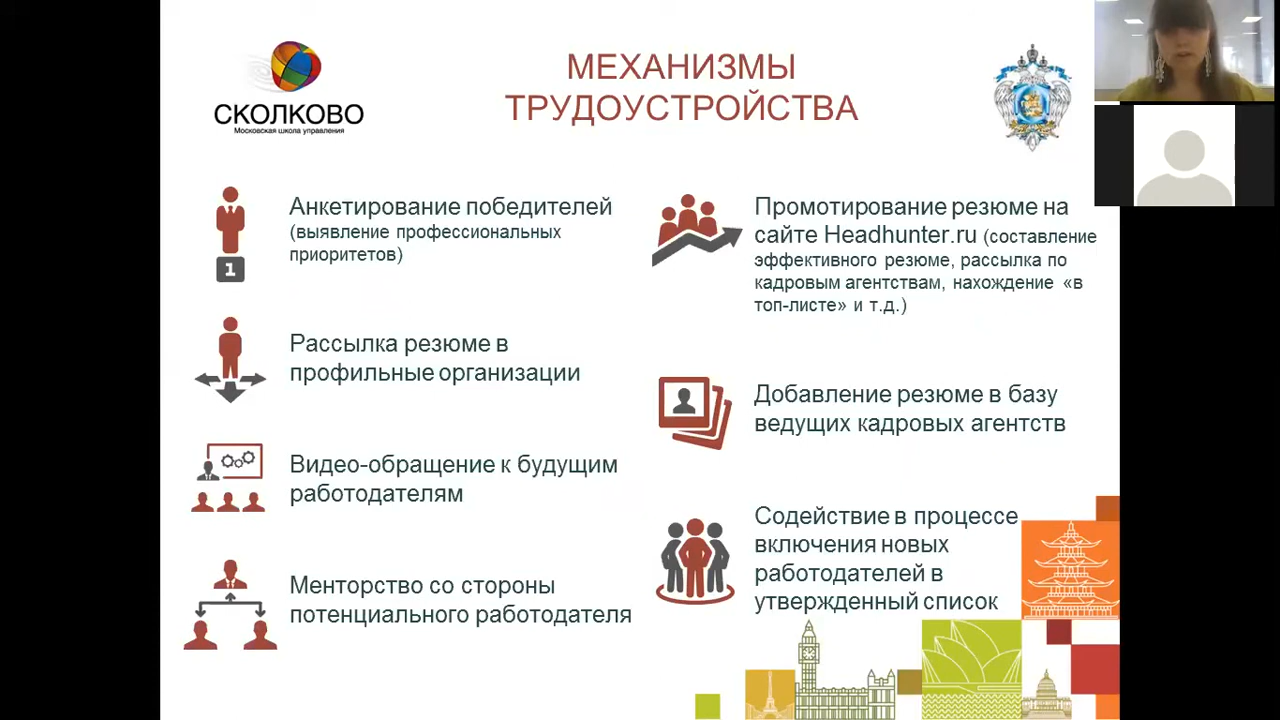 СКОЛКОВО
Московская школа управления
МЕХАНИЗМЫ
ТРУДОУСТРОЙСТВА
1
Анкетирование победителей
(выявление профессиональных
приоритетов)
Рассылка резюме в
профильные организации
Видео-обращение к будущим
работодателям
Менторство со стороны
потенциального работодателя
Промотирование резюме на
сайте Headhunter.ru (составление
эффективного резюме, рассылка по
кадровым агентствам, нахождение «в
топ-листе» и т.д.)
Добавление резюме в базу
ведущих кадровых агентств
Содействие в процессе
включения новых
работодателей в
утвержденный список